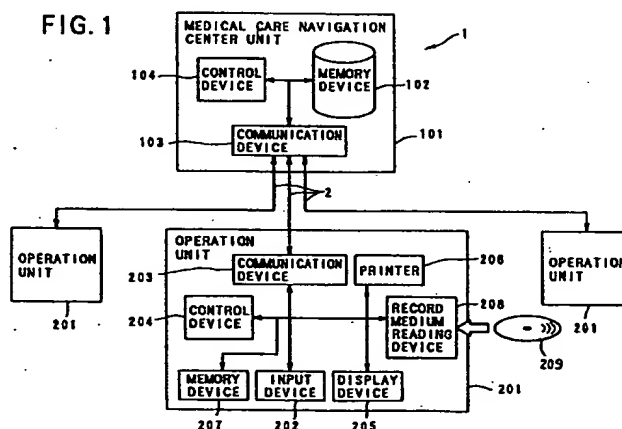 FIG. 1
MEDICAL CARE NAVIGATION
CENTER UNIT
1
104
CONTROL
DEVICE
MEMORY
DEVICE
102
103
COMMUNICATION
DEVICE
101
2
OPERATION
UNIT
201
OPERATION
UNIT
203
COMMUNICATION
DEVICE
PRINTER
206
204
CONTROL
DEVICE
RECORD
MEDIUM
READING
DEVICE
208
209
MEMORY
DEVICE
207
INPUT
DEVICE
202
DISPLAY
DEVICE
205
201
OPERATION
UNIT
201